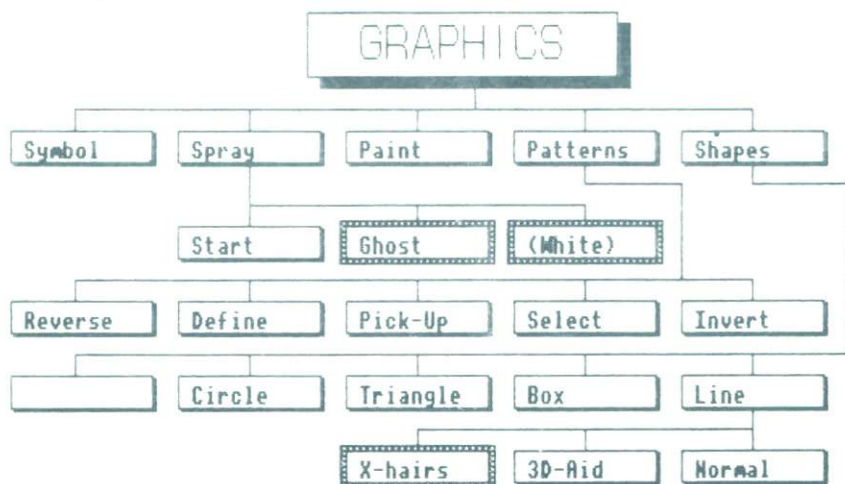 GRAPHICS
Symbol Spray Paint Patterns Shapes
Start Ghost (White)
Reverse Define Pick-Up Select Invert
Circle Triangle Box Line
X-hairs 3D-Aid Normal